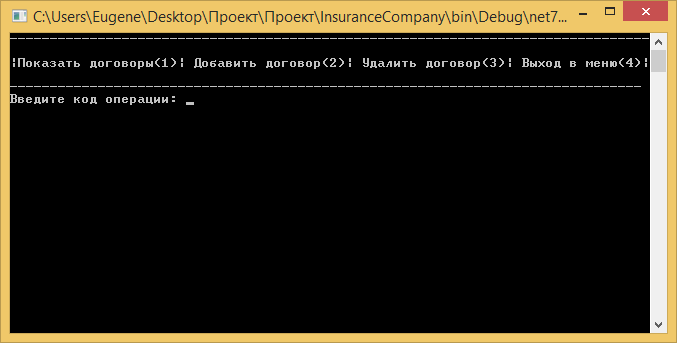 C:\Users\Eugene\Desktop\Проект\Проект\InsuranceCompany\bin\Debug\net7...
|Показать договоры(1)| Добавить договор(2)| Удалить договор(3)| Выход в меню(4)|
Введите код операции: _